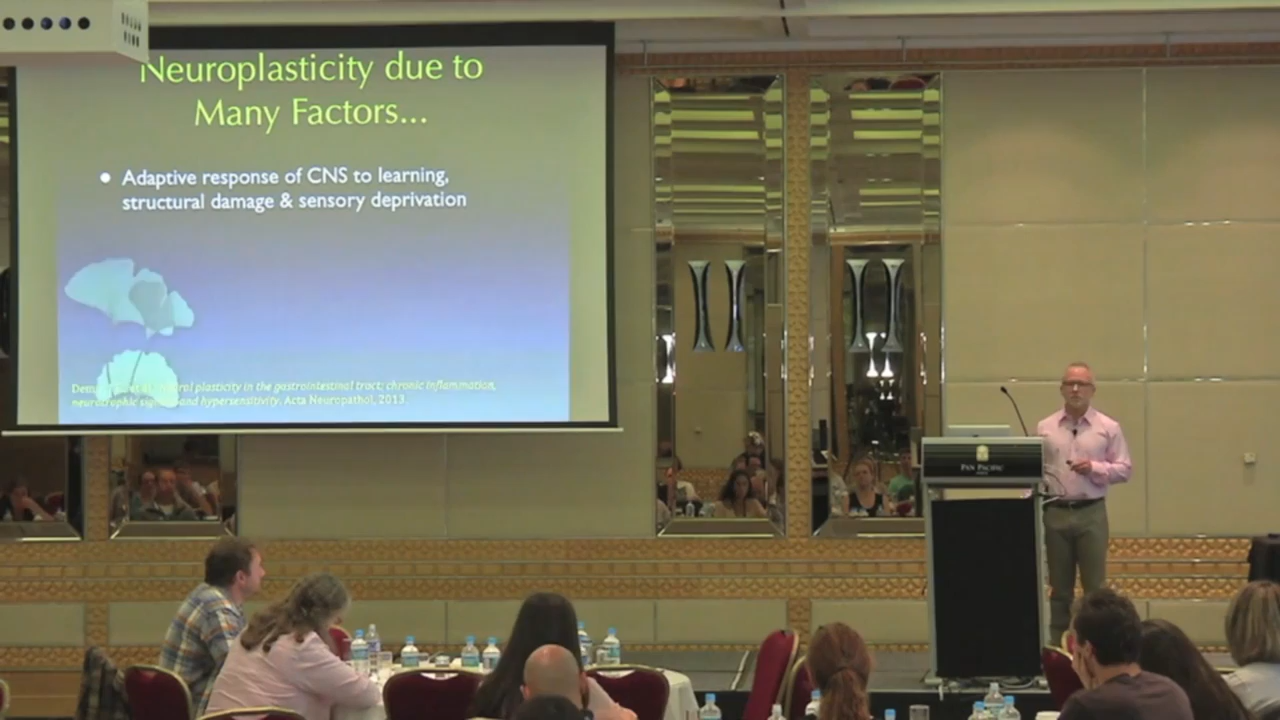 Neuroplasticity due to
Many Factors...
• Adaptive response of CNS to learning,
structural damage & sensory deprivation
plasticity in the gastrointestinal tract: chronic inflammation,
and hypersensitivity. Acta Neuropathol, 2013.
PAN PACIFIC